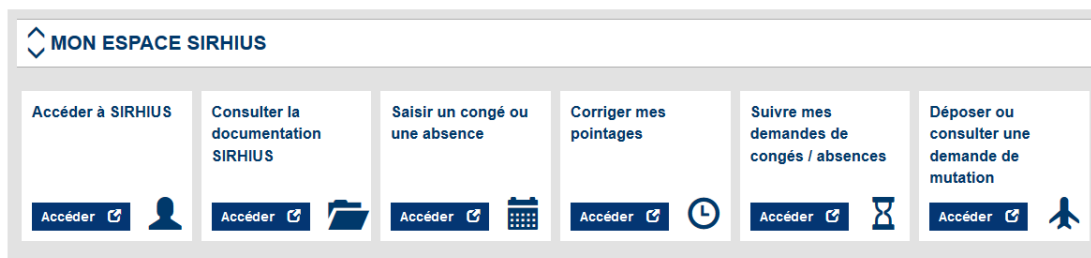 MON ESPACE SIRHIUS
Accéder à SIRHIUS
Accéder
Consulter la
documentation
SIRHIUS
Accéder
Saisir un congé ou
une absence
Accéder
Corriger mes
pointages
Accéder
Suivre mes
demandes de
congés / absences
Accéder
Déposer ou
consulter une
demande de
mutation
Accéder